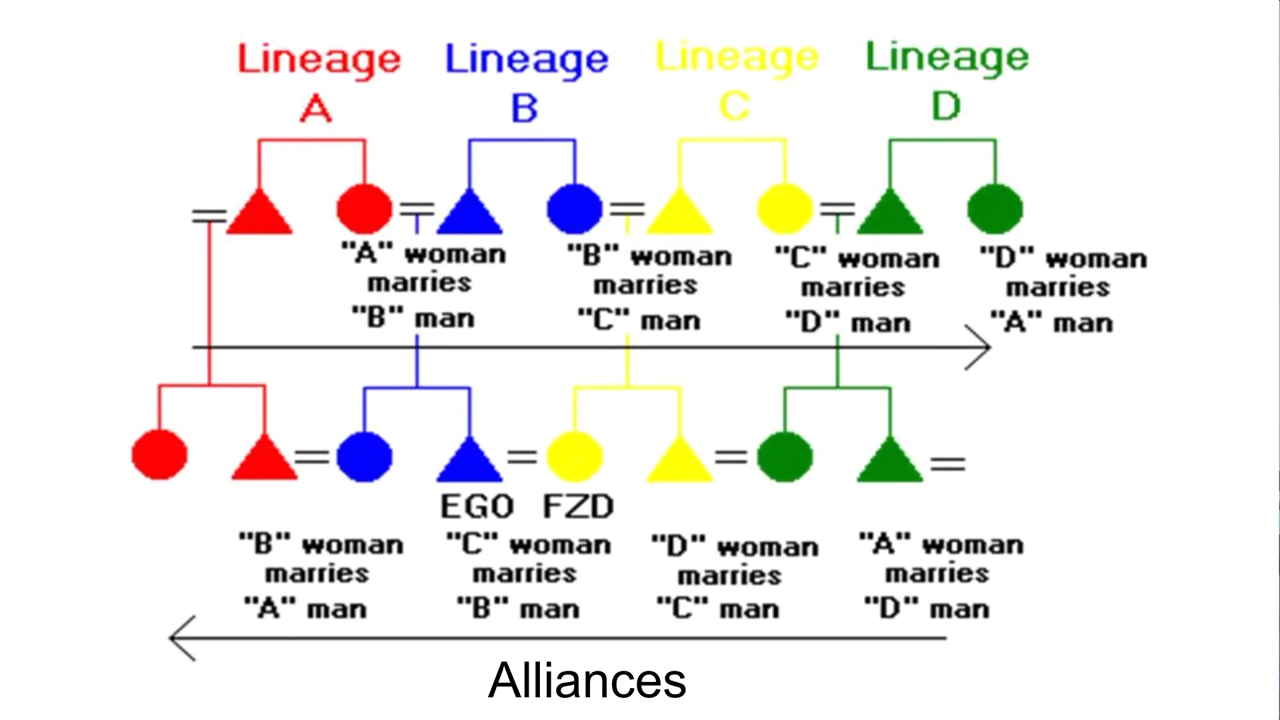 Lineage A
Lineage B
Lineage C
Lineage D
"A" woman
marries
"B" man
"B" woman
marries
"C" man
"C" woman
marries
"D" man
"D" woman
marries
"A" man
EGO
FZD
"B" woman
marries
"A" man
"C" woman
marries
"B" man
"D" woman
marries
"C" man
"A" woman
marries
"D" man
Alliances